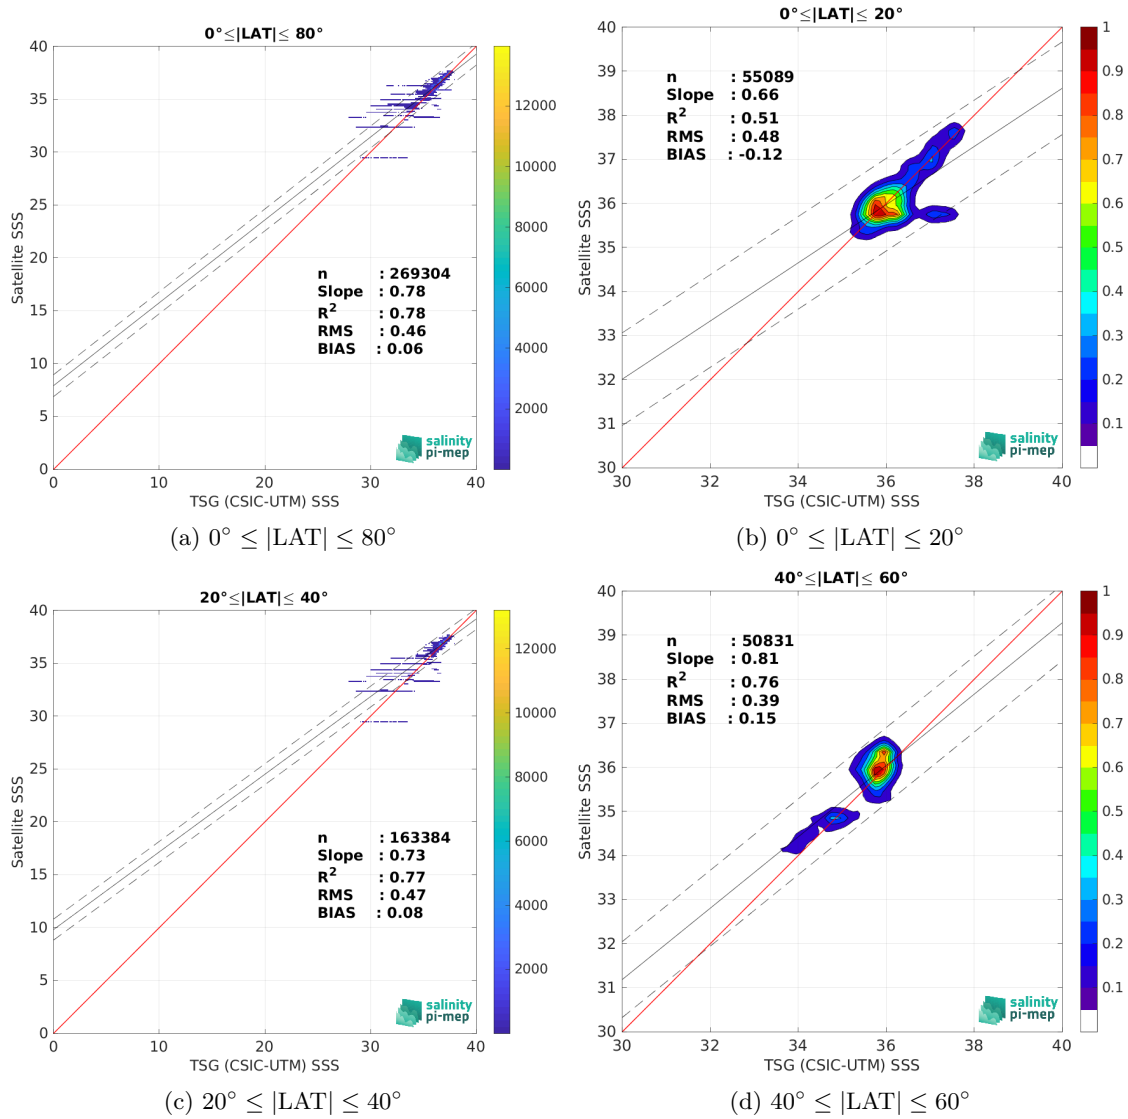 0°≤|LAT|≤ 80°
40
35
30
25
20
15
10
5
0
Satellite SSS
n : 269304
Slope : 0.78
R² : 0.78
RMS : 0.46
BIAS : 0.06
salinity
pi-mep
0 10 20 30 40
TSG (CSIC-UTM) SSS
12000
10000
8000
6000
4000
2000
(a) 0° ≤ |LAT| ≤ 80°
0°≤|LAT|≤ 20°
40
39
38
37
36
35
34
33
32
31
30
Satellite SSS
n : 55089
Slope : 0.66
R² : 0.51
RMS : 0.48
BIAS : -0.12
salinity
pi-mep
30 32 34 36 38 40
TSG (CSIC-UTM) SSS
1
0.9
0.8
0.7
0.6
0.5
0.4
0.3
0.2
0.1
(b) 0° ≤ |LAT| ≤ 20°
20°≤|LAT|≤ 40°
40
35
30
25
20
15
10
5
0
Satellite SSS
n : 163384
Slope : 0.73
R² : 0.77
RMS : 0.47
BIAS : 0.08
salinity
pi-mep
0 10 20 30 40
TSG (CSIC-UTM) SSS
12000
10000
8000
6000
4000
2000
(c) 20° ≤ |LAT| ≤ 40°
40°≤|LAT|≤ 60°
40
39
38
37
36
35
34
33
32
31
30
Satellite SSS
n : 50831
Slope : 0.81
R² : 0.76
RMS : 0.39
BIAS : 0.15
salinity
pi-mep
30 32 34 36 38 40
TSG (CSIC-UTM) SSS
1
0.9
0.8
0.7
0.6
0.5
0.4
0.3
0.2
0.1
(d) 40° ≤ |LAT| ≤ 60°